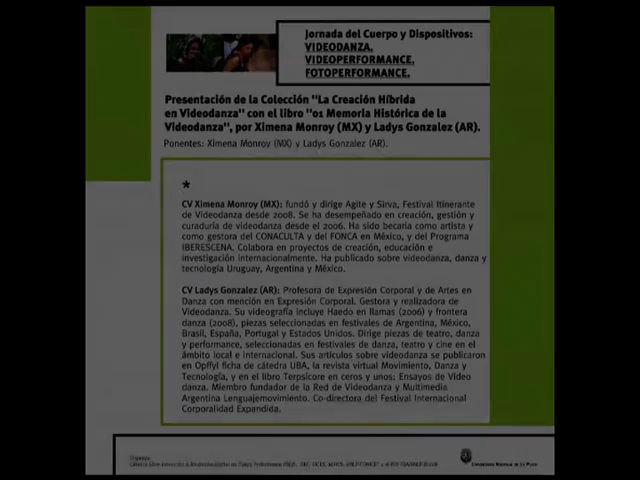 Jornada del Cuerpo y Dispositivos:
VIDEODANZA.
VIDEOPERFORMANCE.
FOTOPERFORMANCE.
Presentación de la Colección "La Creación Híbrida
en Videodanza" con el libro "01 Memoria Histórica de la
Videodanza", por Ximena Monroy (MX) y Ladys Gonzalez (AR).
Ponentes: Ximena Monroy (MX) y Ladys Gonzalez (AR).
*
CV Ximena Monroy (MX): fundó y dirige Agite y Sirva, Festival Itinerante
de Videodanza desde 2008. Se ha desempeñado en creación, gestión y
curaduría de videodanza desde el 2006. Ha sido becaria como artista y
como gestora del CONACULTA y del FONCA en México, y del Programa
IBERESCENA. Colabora en proyectos de creación, educación e
investigación internacionalmente. Ha publicado sobre videodanza, danza y
tecnología Uruguay, Argentina y México.
CV Ladys Gonzalez (AR): Profesora de Expresión Corporal y de Artes en
Danza con mención en Expresión Corporal. Gestora y realizadora de
Videodanza. Su videografía incluye Haedo en llamas (2006) y frontera
danza (2008), piezas seleccionadas en festivales de Argentina, México,
Brasil, España, Portugal y Estados Unidos. Dirige piezas de teatro, danza
y performance, seleccionadas en festivales de danza, teatro y cine en el
ámbito local e internacional. Sus artículos sobre videodanza se publicaron
en Opffyl ficha de cátedra UBA, la revista virtual Movimiento, Danza y
Tecnología, y en el libro Terpsícore en ceros y unos; Ensayos de Video
danza. Miembro fundador de la Red de Videodanza y Multimedia
Argentina Lenguajemovimiento. Co-directora del Festival Internacional
Corporalidad Expandida.
Universidad Nacional de La Plata